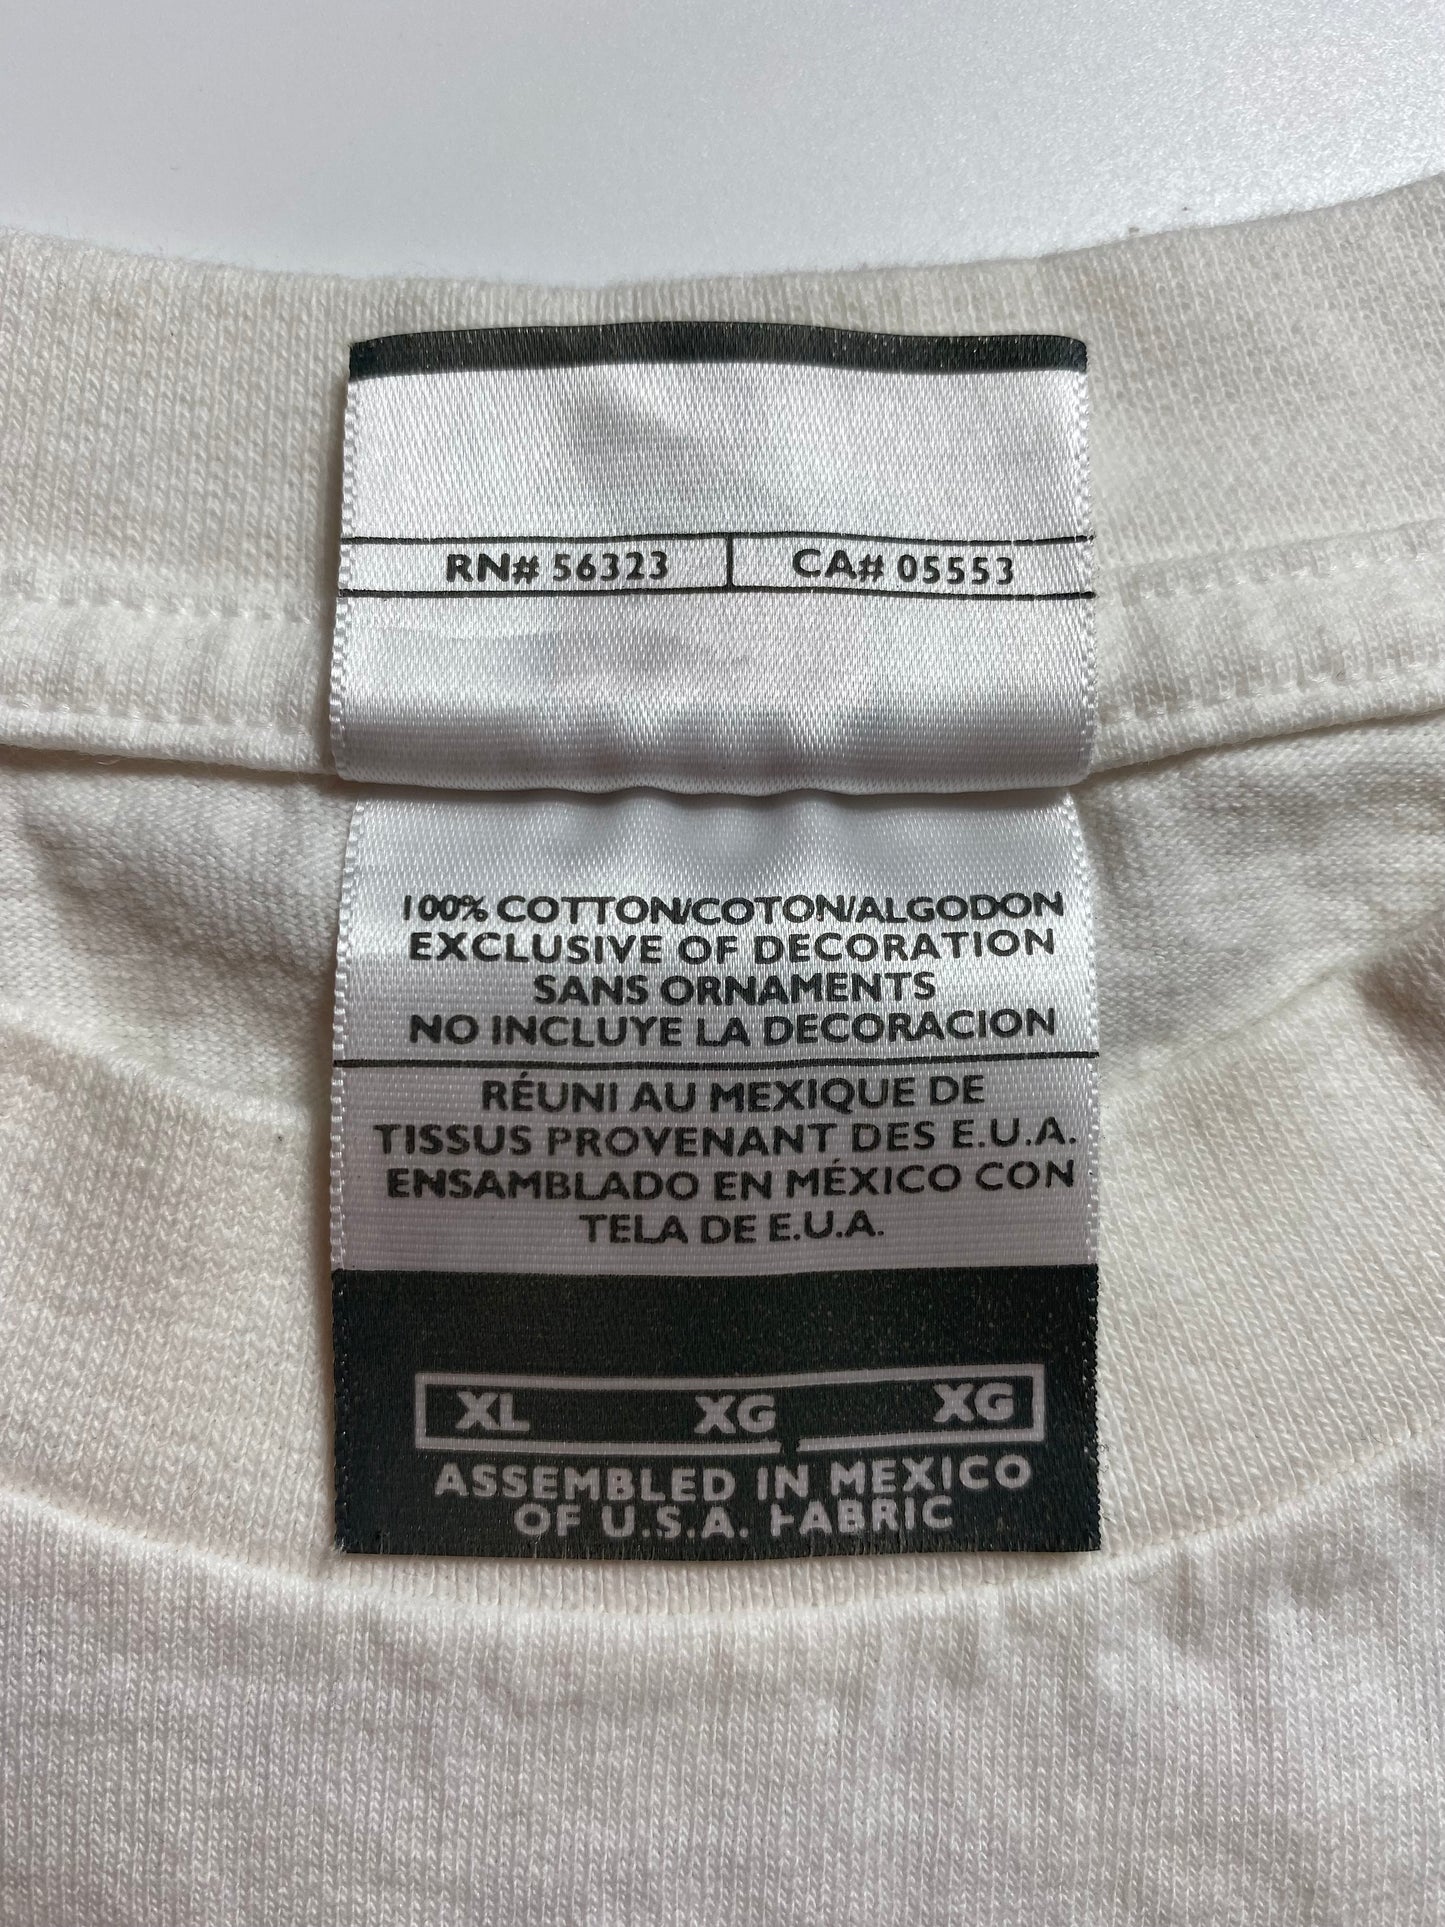 RN# 56323 CA# 05553
100% COTTON/COTON/ALGODON
EXCLUSIVE OF DECORATION
SANS ORNAMENTS
NO INCLUYE LA DECORACION
RÉUNI AU MEXIQUE DE
TISSUS PROVENANT DES E.U.A.
ENSAMBLADO EN MÉXICO CON
TELA DE E.U.A.
XL XG XG
ASSEMBLED IN MEXICO
OF U.S.A. FABRIC